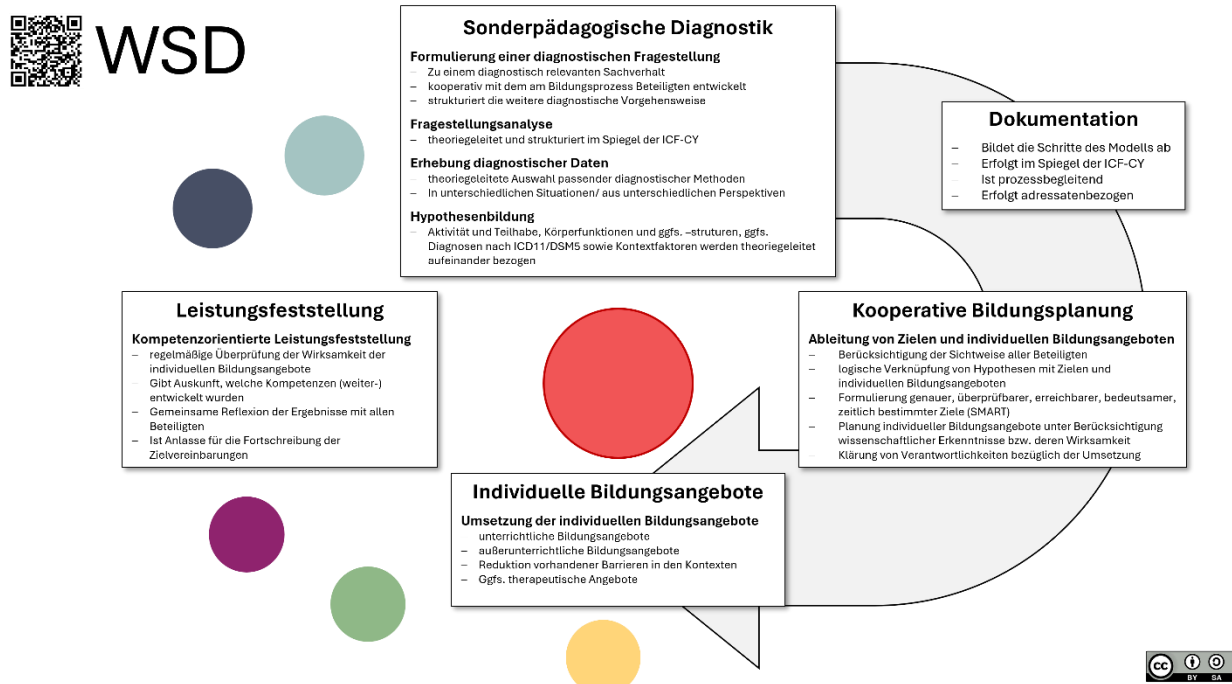 WSD
Sonderpädagogische Diagnostik
Formulierung einer diagnostischen Fragestellung
– Zu einem diagnostisch relevanten Sachverhalt
– kooperativ mit dem am Bildungsprozess Beteiligten entwickelt
– strukturiert die weitere diagnostische Vorgehensweise
Fragestellungsanalyse
– theoriegeleitet und strukturiert im Spiegel der ICF-CY
Erhebung diagnostischer Daten
– theoriegeleitete Auswahl passender diagnostischer Methoden
– In unterschiedlichen Situationen/ aus unterschiedlichen Perspektiven
Hypothesenbildung
– Aktivität und Teilhabe, Körperfunktionen und ggfs. –struturen, ggfs.
Diagnosen nach ICD11/DSM5 sowie Kontextfaktoren werden theoriegeleitet
aufeinander bezogen
Dokumentation
– Bildet die Schritte des Modells ab
– Erfolgt im Spiegel der ICF-CY
– Ist prozessbegleitend
– Erfolgt adressatenbezogen
Leistungsfeststellung
Kompetenzorientierte Leistungsfeststellung
– regelmäßige Überprüfung der Wirksamkeit der
individuellen Bildungsangebote
– Gibt Auskunft, welche Kompetenzen (weiter-)
entwickelt wurden
– Gemeinsame Reflexion der Ergebnisse mit allen
Beteiligten
– Ist Anlasse für die Fortschreibung der
Zielvereinbarungen
Kooperative Bildungsplanung
Ableitung von Zielen und individuellen Bildungsangeboten
– Berücksichtigung der Sichtweise aller Beteiligten
– logische Verknüpfung von Hypothesen mit Zielen und
individuellen Bildungsangeboten
– Formulierung genauer, überprüfbarer, erreichbarer, bedeutsamer,
zeitlich bestimmter Ziele (SMART)
– Planung individueller Bildungsangebote unter Berücksichtigung
wissenschaftlicher Erkenntnisse bzw. deren Wirksamkeit
– Klärung von Verantwortlichkeiten bezüglich der Umsetzung
Individuelle Bildungsangebote
Umsetzung der individuellen Bildungsangebote
unterrichtliche Bildungsangebote
– außerunterrichtliche Bildungsangebote
– Reduktion vorhandener Barrieren in den Kontexten
– Ggfs. therapeutische Angebote
cc
BY SA